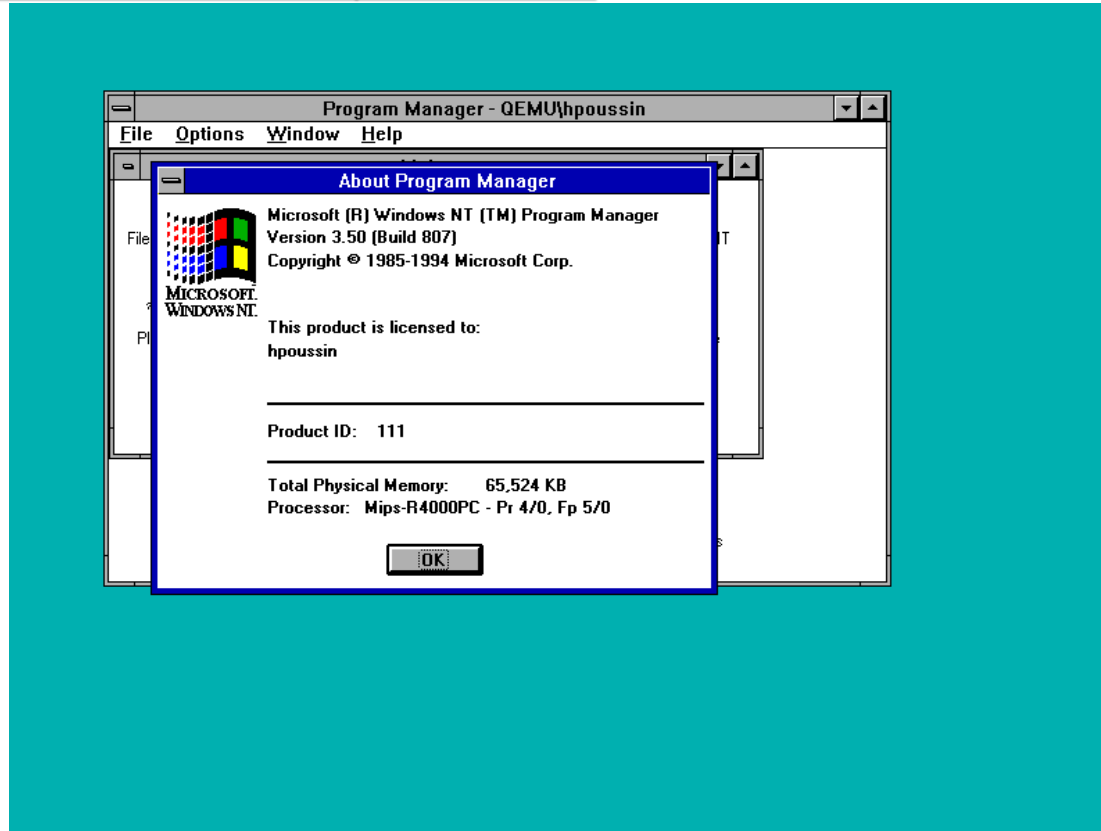 Program Manager - QEMU\hpoussin
File Options Window Help
About Program Manager
Microsoft (R) Windows NT (TM) Program Manager
Version 3.50 (Build 807)
Copyright © 1985-1994 Microsoft Corp.
MICROSOFT.
WINDOWS NT.
This product is licensed to:
hpoussin
Product ID: 111
Total Physical Memory: 65,524 KB
Processor: Mips-R4000PC - Pr 4/0, Fp 5/0
OK